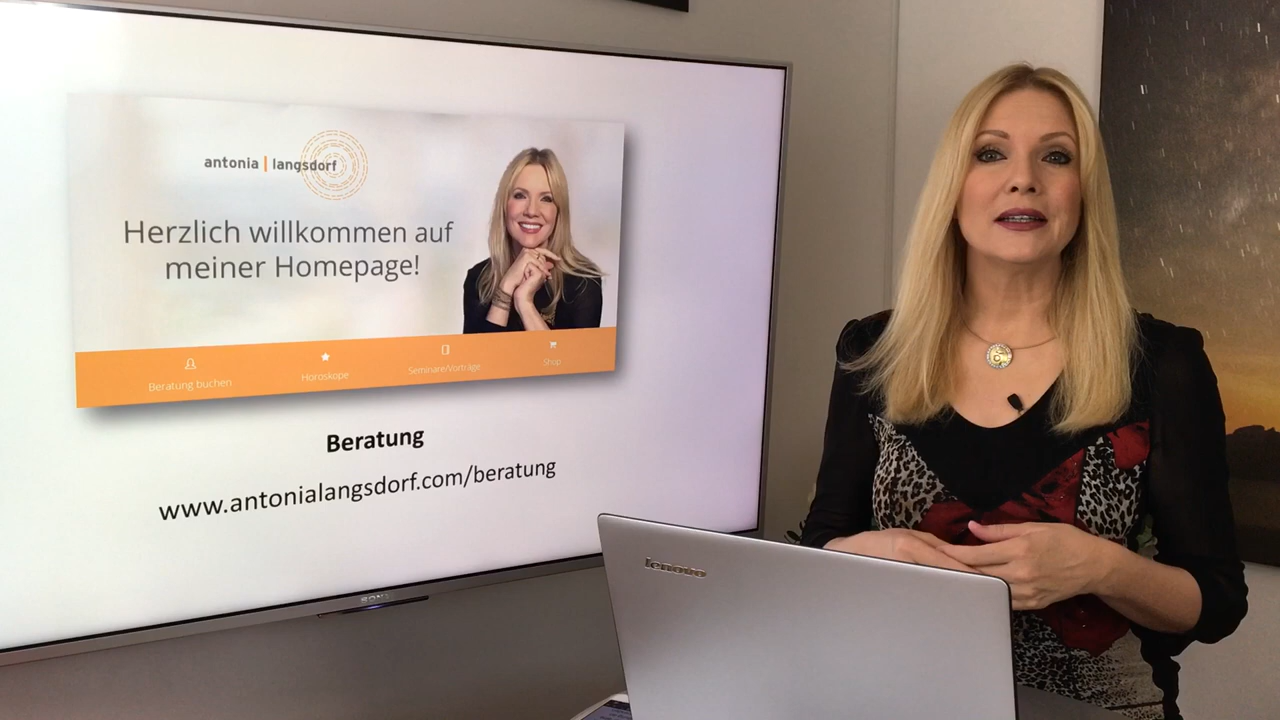 antonia | langsdorf
Herzlich willkommen auf
meiner Homepage!
Beratung buchen
Horoskope
Seminare/Vorträge
Shop
Beratung
www.antonialangsdorf.com/beratung
SONY
lenovo